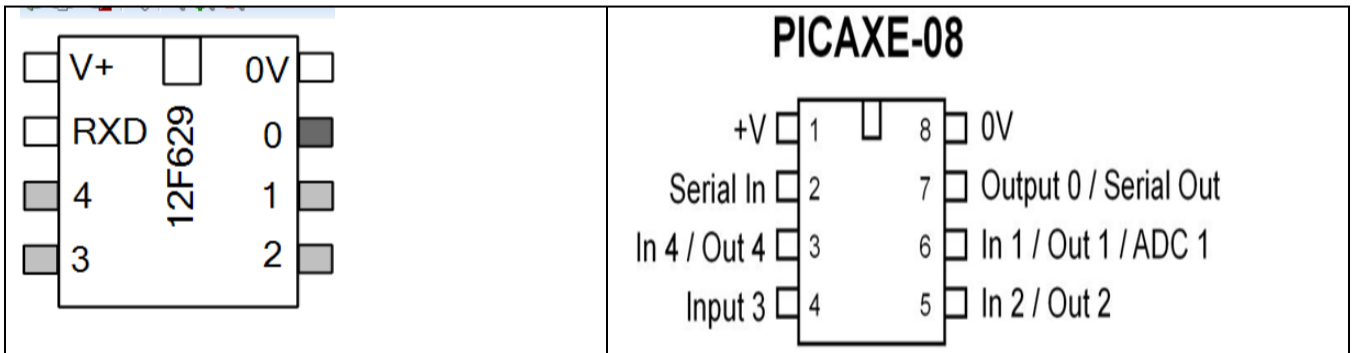 V+ 0V
RXD 0
12F629
4 1
3 2
PICAXE-08
+V 1 8 0V
Serial In 2 7 Output 0 / Serial Out
In 4 / Out 4 3 6 In 1 / Out 1 / ADC 1
Input 3 4 5 In 2 / Out 2